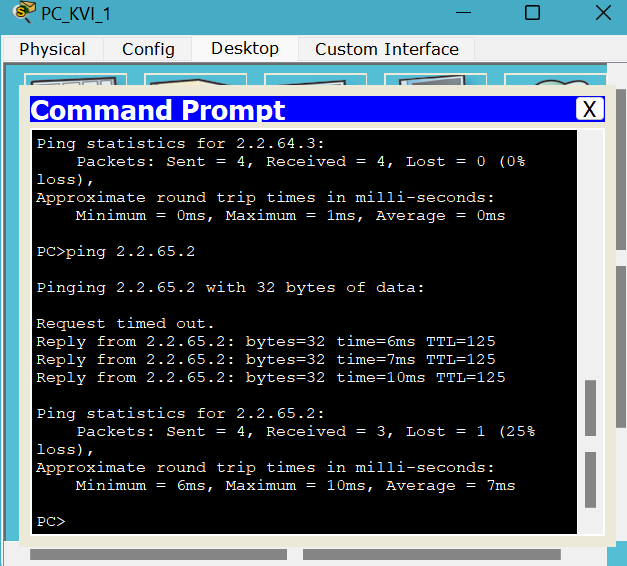 PC_KVI_1
Physical Config Desktop Custom Interface
Command Prompt X
Ping statistics for 2.2.64.3:
Packets: Sent = 4, Received = 4, Lost = 0 (0%
loss),
Approximate round trip times in milli-seconds:
Minimum = 0ms, Maximum = 1ms, Average = 0ms
PC>ping 2.2.65.2
Pinging 2.2.65.2 with 32 bytes of data:
Request timed out.
Reply from 2.2.65.2: bytes=32 time=6ms TTL=125
Reply from 2.2.65.2: bytes=32 time=7ms TTL=125
Reply from 2.2.65.2: bytes=32 time=10ms TTL=125
Ping statistics for 2.2.65.2:
Packets: Sent = 4, Received = 3, Lost = 1 (25%
loss),
Approximate round trip times in milli-seconds:
Minimum = 6ms, Maximum = 10ms, Average = 7ms
PC>